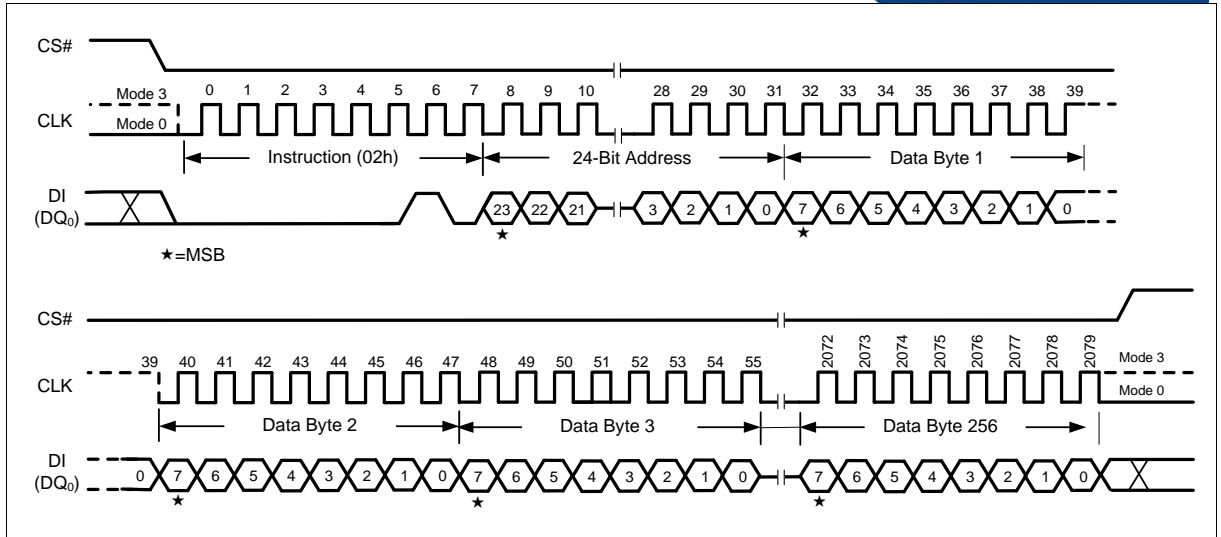 CS#
Mode 3 0 1 2 3 4 5 6 7 8 9 10 28 29 30 31 32 33 34 35 36 37 38 39
CLK Mode 0
Instruction (02h) 24-Bit Address Data Byte 1
DI
(DQ₀)
23 22 21 3 2 1 0 7 6 5 4 3 2 1 0
★ ★
★=MSB
CS#
39 40 41 42 43 44 45 46 47 48 49 50 51 52 53 54 55 2072 2073 2074 2075 2076 2077 2078 2079 Mode 3
CLK Mode 0
Data Byte 2 Data Byte 3 Data Byte 256
DI
(DQ₀)
0 7 6 5 4 3 2 1 0 7 6 5 4 3 2 1 0 7 6 5 4 3 2 1 0
★ ★ ★